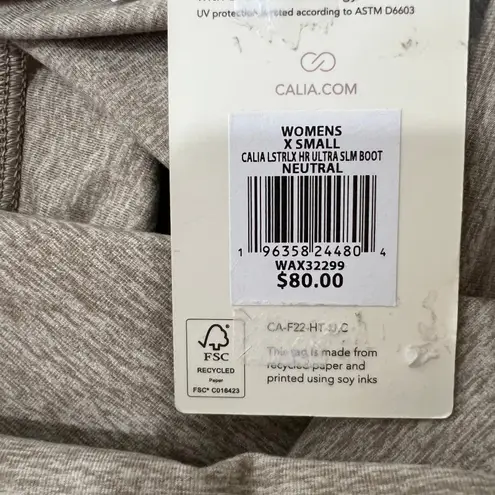 UV protection tested according to ASTM D6603
CALIA.COM
WOMENS
X SMALL
CALIA LSTRLX HR ULTRA SLM BOOT
NEUTRAL
1 96358 24480 4
WAX32299
$80.00
CA-F22-HT-
This is made from
recycled paper and
printed using soy inks
FSC
RECYCLED
Paper
FSC® C016423